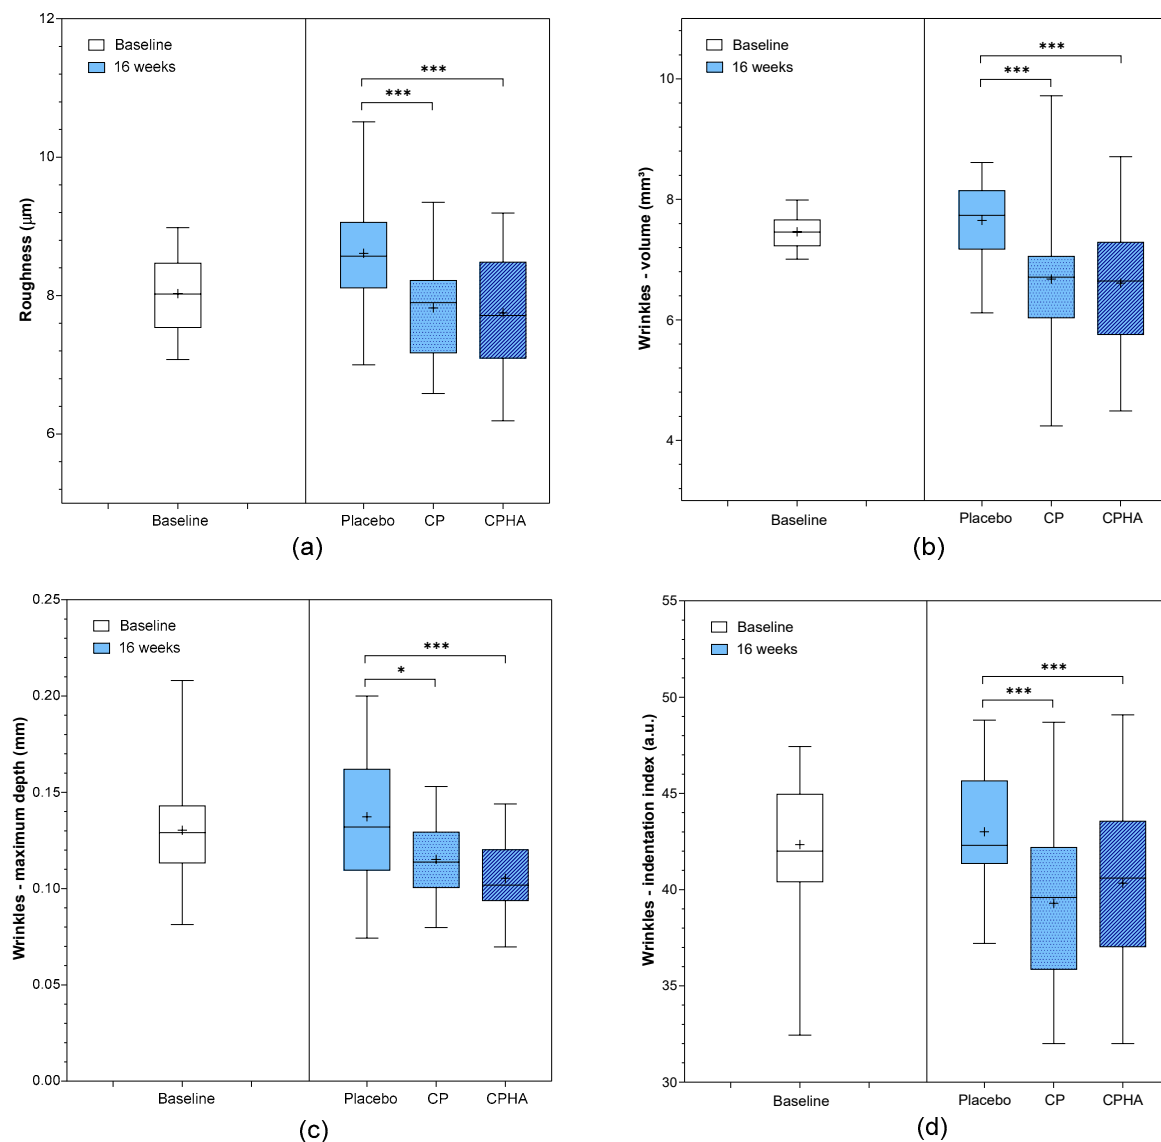 12
10
8
6
Roughness (μm)
Baseline
16 weeks
***
***
Baseline
Placebo
CP
CPHA
(a)
10
8
6
4
Wrinkles - volume (mm³)
Baseline
16 weeks
***
***
Baseline
Placebo
CP
CPHA
(b)
0.25
0.20
0.15
0.10
0.05
0.00
Wrinkles - maximum depth (mm)
Baseline
16 weeks
***
*
Baseline
Placebo
CP
CPHA
(c)
55
50
45
40
35
30
Wrinkles - indentation index (a.u.)
Baseline
16 weeks
***
***
Baseline
Placebo
CP
CPHA
(d)